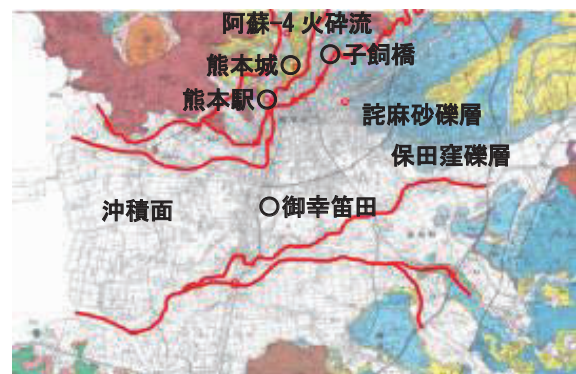 阿蘇-4 火砕流
熊本城○
○子飼橋
熊本駅○
詫麻砂礫層
保田窪礫層
沖積面
○御幸笛田